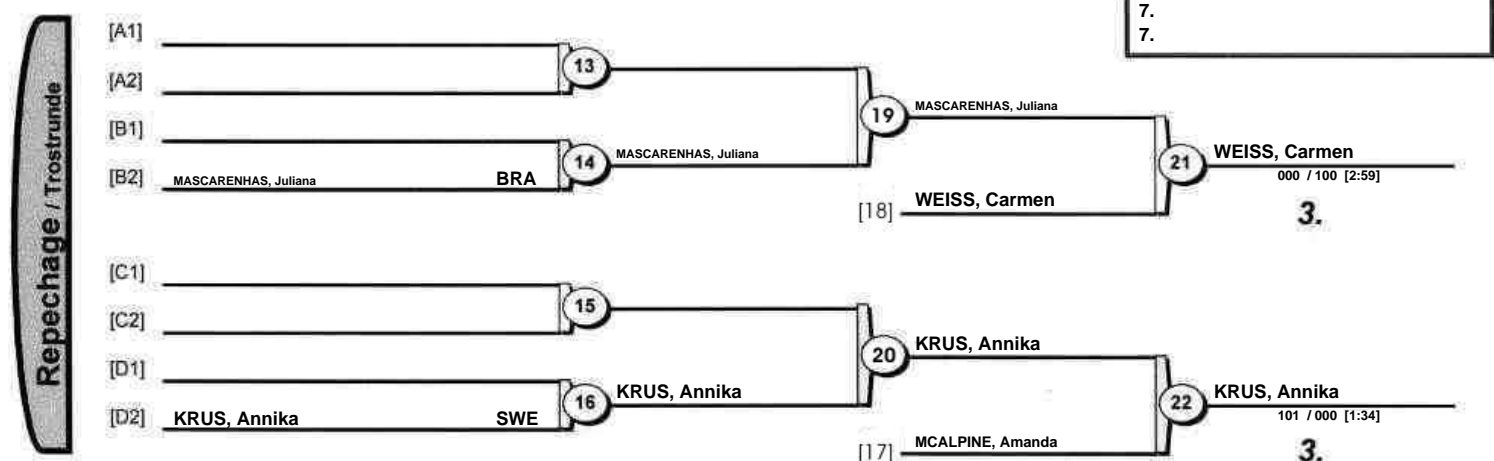 7.
7.
Repechage / Trostrunde
[A1]
[A2]
13
[B1]
[B2] MASCARENHAS, Juliana BRA
14
MASCARENHAS, Juliana
19
MASCARENHAS, Juliana
[18] WEISS, Carmen
21
WEISS, Carmen
000 / 100 [2:59]
3.
[C1]
[C2]
15
[D1]
[D2] KRUS, Annika SWE
16
KRUS, Annika
20
KRUS, Annika
[17] MCALPINE, Amanda
22
KRUS, Annika
101 / 000 [1:34]
3.